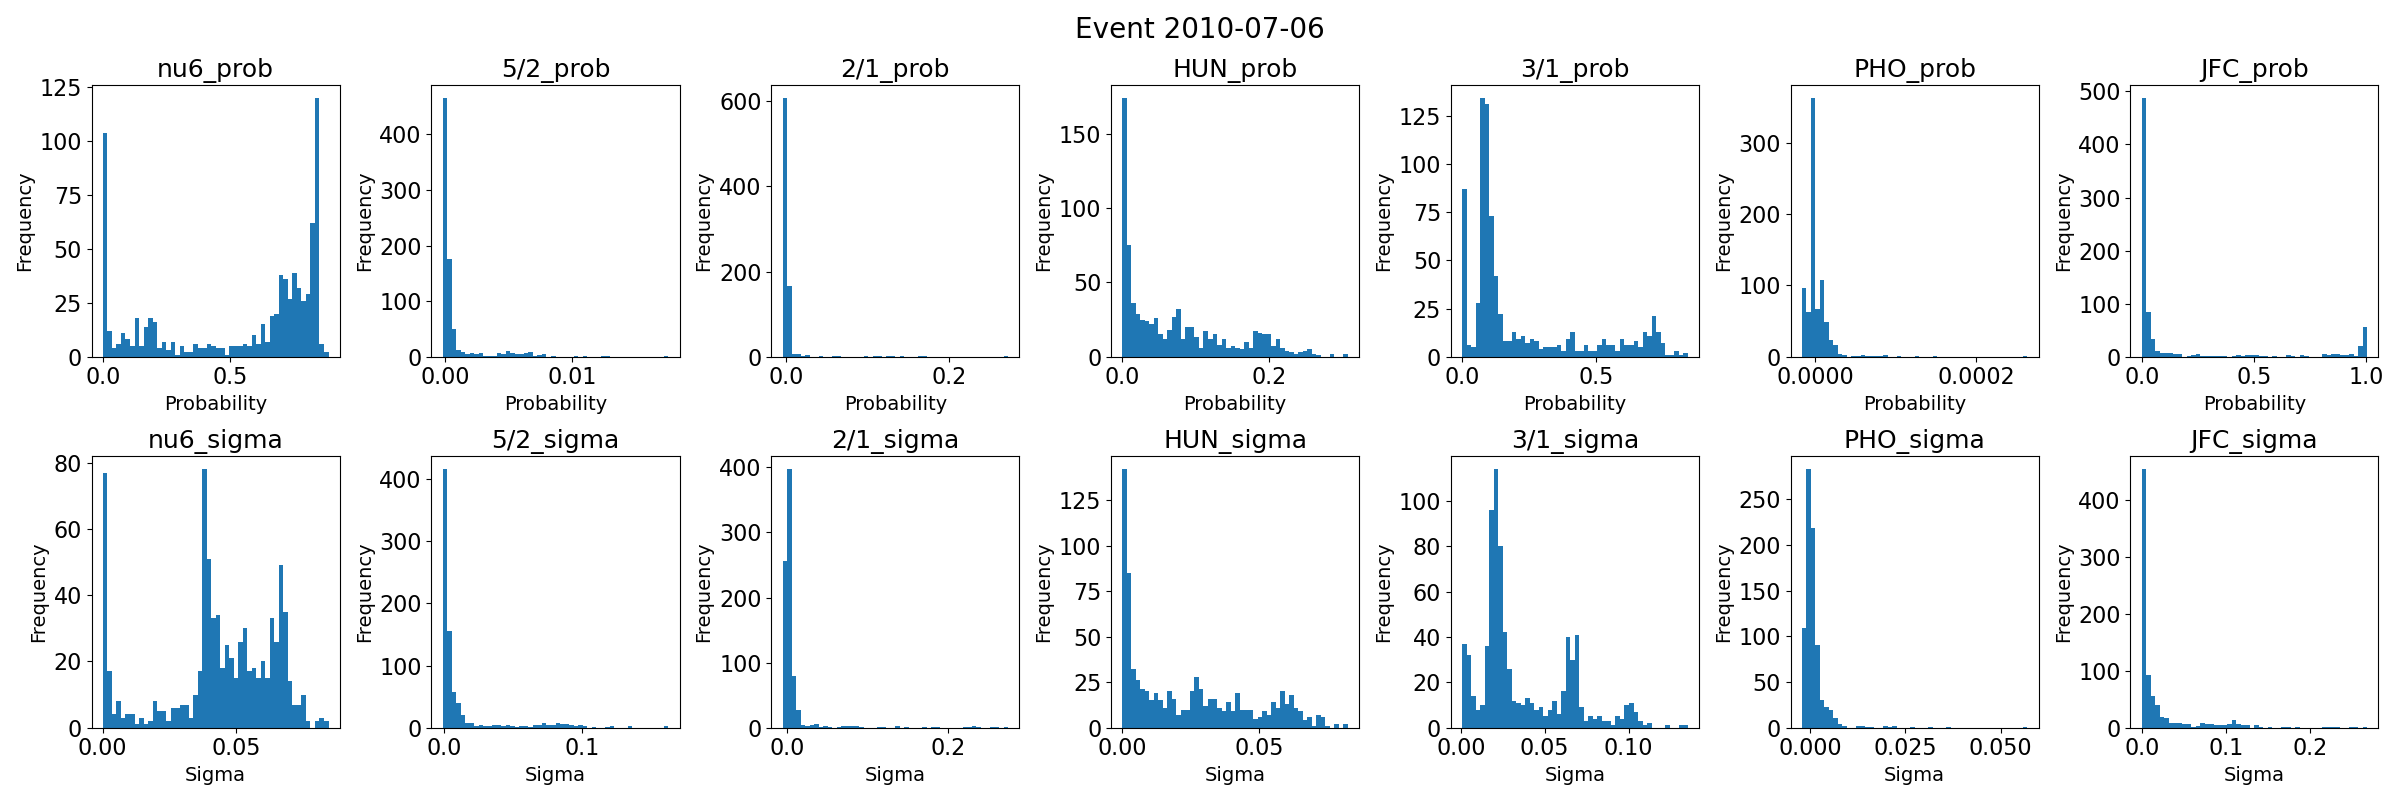 Event 2010-07-06
nu6_prob 5/2_prob 2/1_prob HUN_prob 3/1_prob PHO_prob JFC_prob
Frequency Frequency Frequency Frequency Frequency Frequency Frequency
125 100 75 50 25 0
400 300 200 100 0
600 400 200 0
150 100 50 0
125 100 75 50 25 0
300 200 100 0
500 400 300 200 100 0
0.0 0.5 0.00 0.01 0.0 0.2 0.0 0.2 0.0 0.5 0.0000 0.0002 0.0 0.5 1.0
Probability Probability Probability Probability Probability Probability Probability
nu6_sigma 5/2_sigma 2/1_sigma HUN_sigma 3/1_sigma PHO_sigma JFC_sigma
Frequency Frequency Frequency Frequency Frequency Frequency Frequency
80 60 40 20 0
400 300 200 100 0
400 300 200 100 0
125 100 75 50 25 0
100 80 60 40 20 0
250 200 150 100 50 0
400 300 200 100 0
0.00 0.05 0.0 0.1 0.0 0.2 0.00 0.05 0.00 0.05 0.10 0.000 0.025 0.050 0.0 0.1 0.2
Sigma Sigma Sigma Sigma Sigma Sigma Sigma